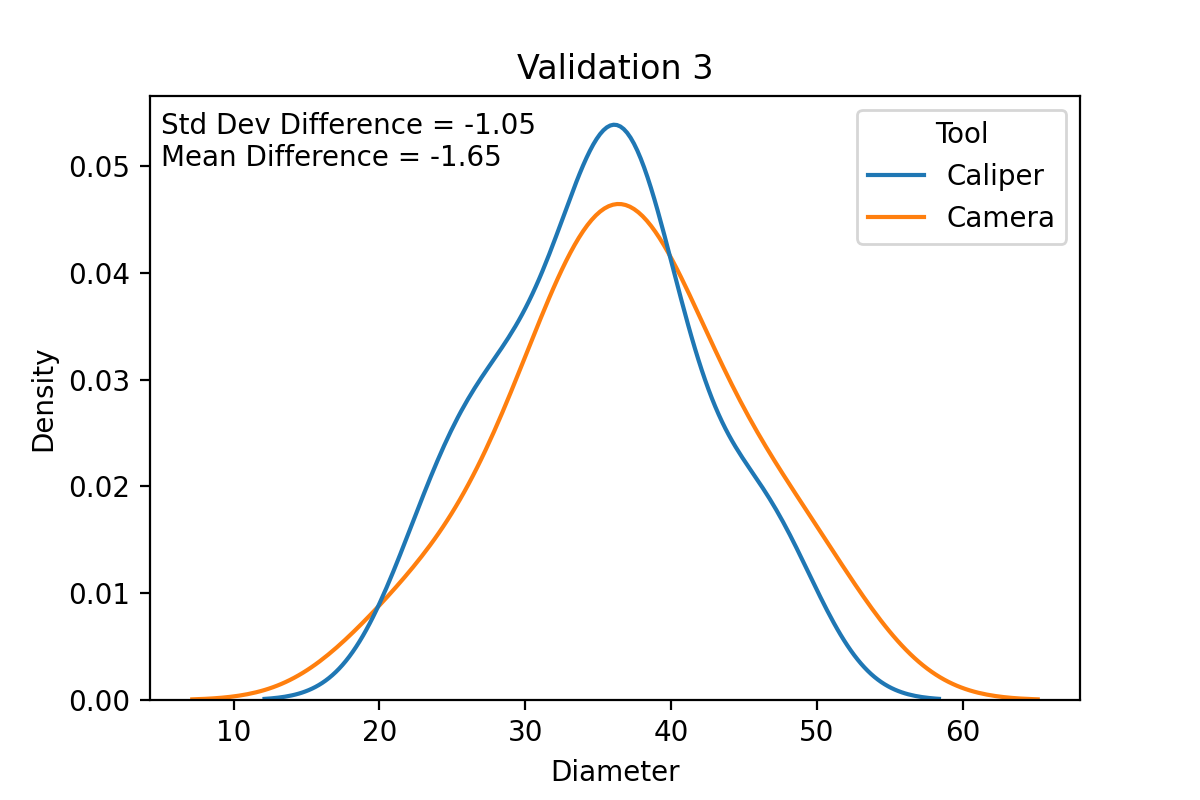 Validation 3
Std Dev Difference = -1.05
Mean Difference = -1.65
Tool
Caliper
Camera
0.05
0.04
0.03
0.02
0.01
0.00
Density
10 20 30 40 50 60
Diameter